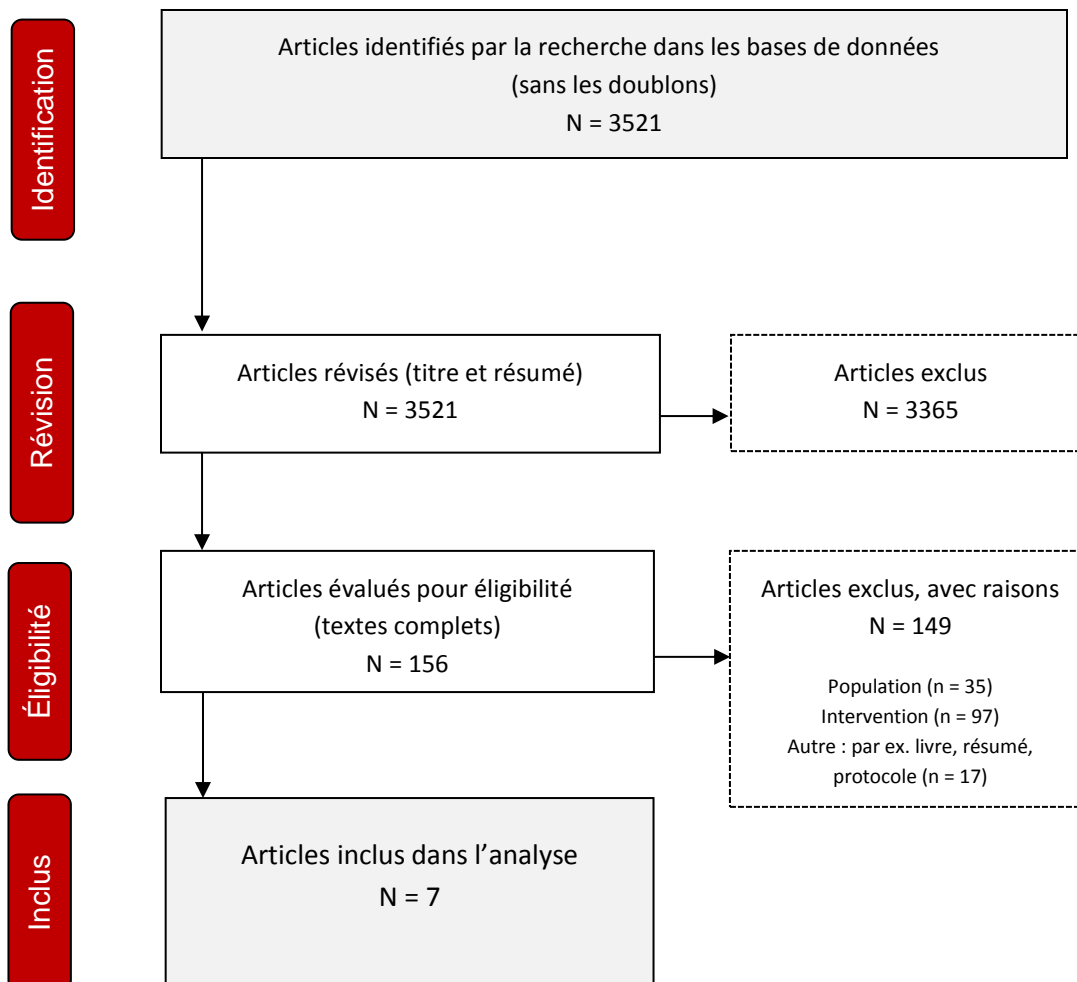 Identification
Articles identifiés par la recherche dans les bases de données
(sans les doublons)
N = 3521
Révision
Articles révisés (titre et résumé)
N = 3521
Articles exclus
N = 3365
Éligibilité
Articles évalués pour éligibilité
(textes complets)
N = 156
Articles exclus, avec raisons
N = 149
Population (n = 35)
Intervention (n = 97)
Autre : par ex. livre, résumé,
protocole (n = 17)
Inclus
Articles inclus dans l’analyse
N = 7